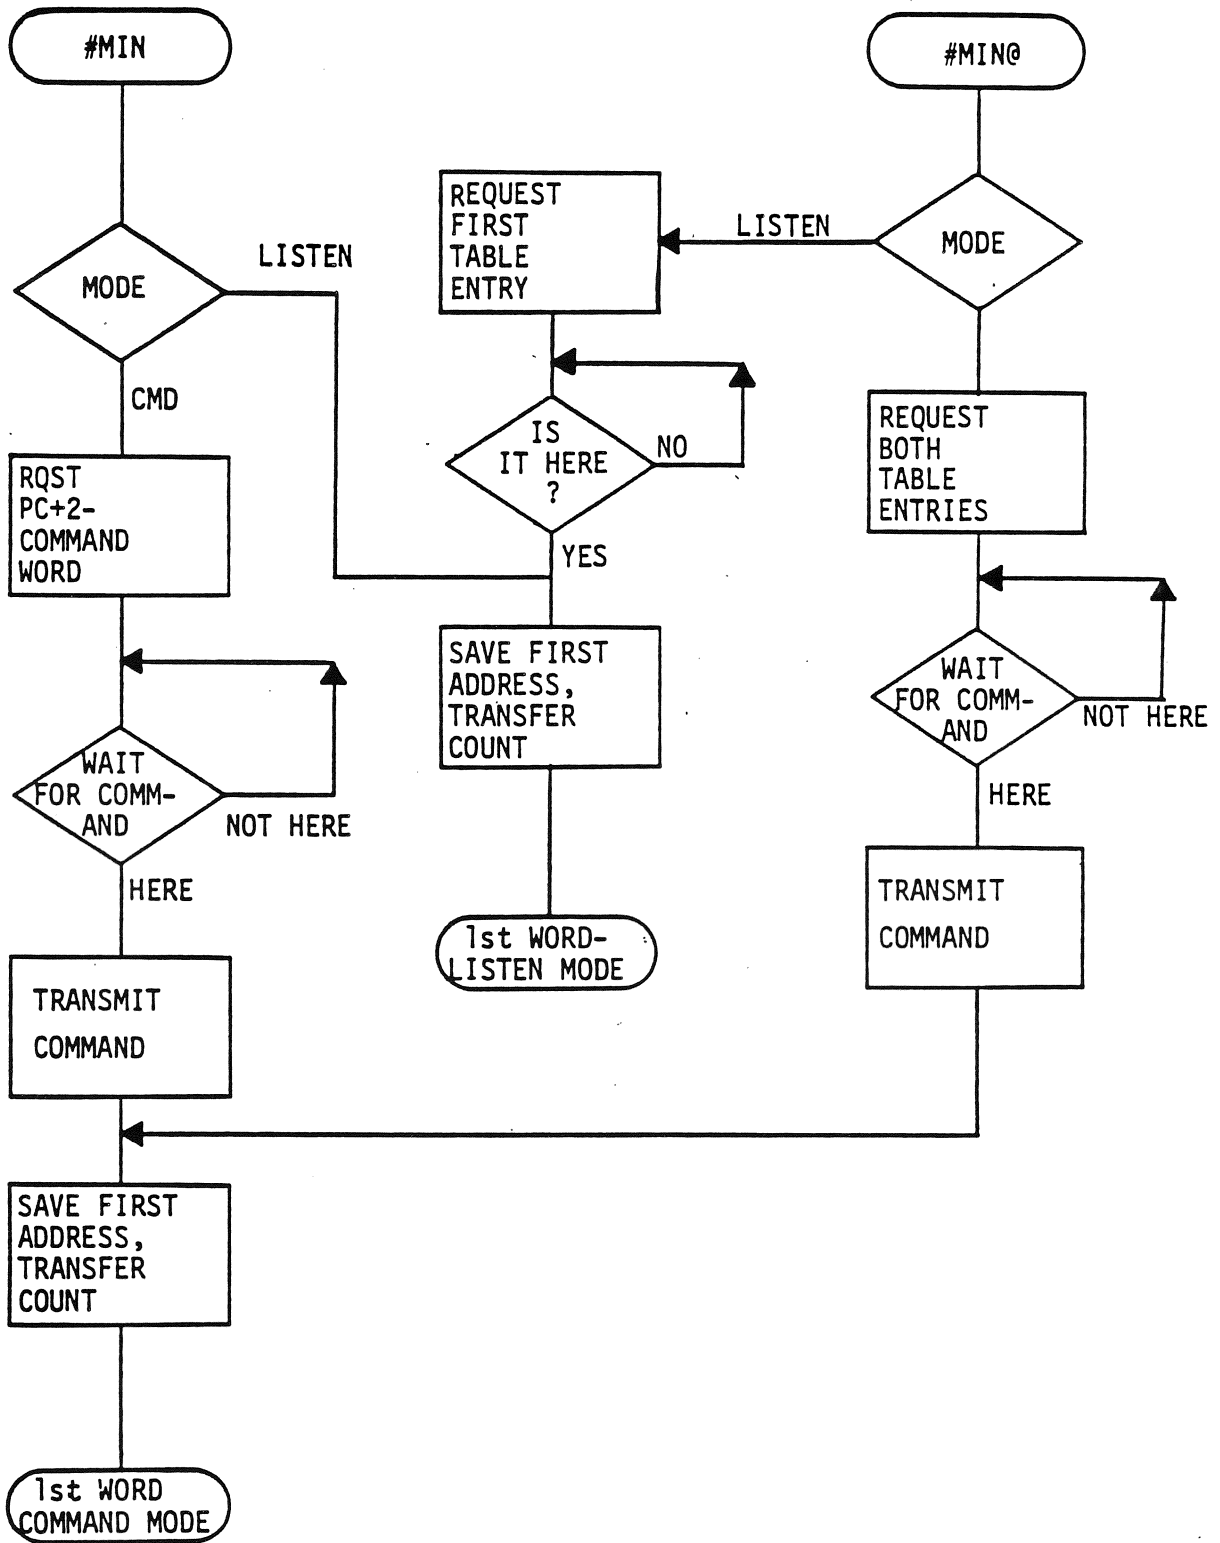 #MIN
MODE
LISTEN
CMD
RQST
PC+2-
COMMAND
WORD
WAIT
FOR COMM-
AND
NOT HERE
HERE
TRANSMIT
COMMAND
SAVE FIRST
ADDRESS,
TRANSFER
COUNT
1st WORD
COMMAND MODE
REQUEST
FIRST
TABLE
ENTRY
IS
IT HERE
?
NO
YES
SAVE FIRST
ADDRESS,
TRANSFER
COUNT
1st WORD-
LISTEN MODE
#MIN@
LISTEN
MODE
REQUEST
BOTH
TABLE
ENTRIES
WAIT
FOR COMM-
AND
NOT HERE
HERE
TRANSMIT
COMMAND